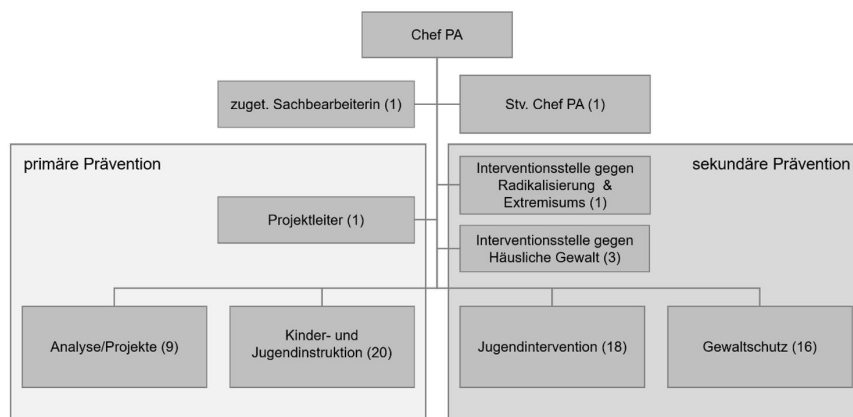 Chef PA
zuget. Sachbearbeiterin (1)
Stv. Chef PA (1)
primäre Prävention
sekundäre Prävention
Interventionsstelle gegen
Radikalisierung &
Extremisums (1)
Projektleiter (1)
Interventionsstelle gegen
Häusliche Gewalt (3)
Analyse/Projekte (9)
Kinder- und
Jugendinstruktion (20)
Jugendintervention (18)
Gewaltschutz (16)